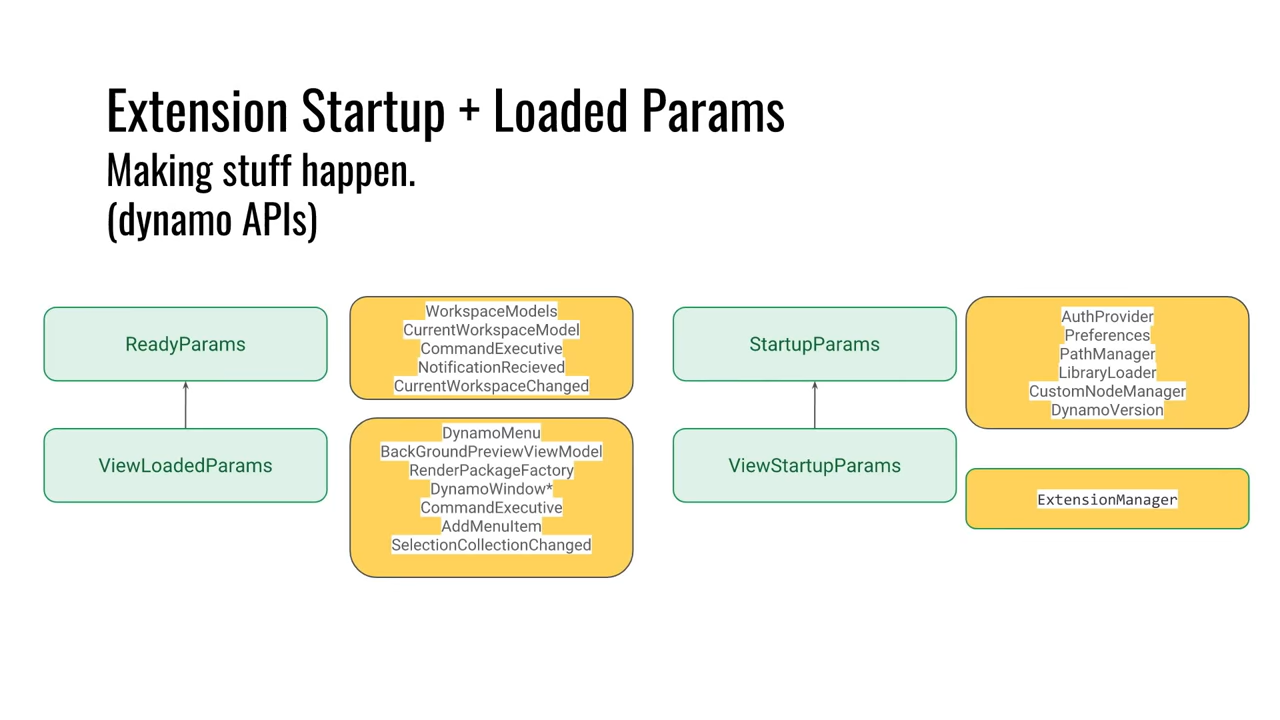 Extension Startup + Loaded Params
Making stuff happen.
(dynamo APIs)
ReadyParams
WorkspaceModels
CurrentWorkspaceModel
CommandExecutive
NotificationRecieved
CurrentWorkspaceChanged
ViewLoadedParams
DynamoMenu
BackGroundPreviewViewModel
RenderPackageFactory
DynamoWindow*
CommandExecutive
AddMenuItem
SelectionCollectionChanged
StartupParams
AuthProvider
Preferences
PathManager
LibraryLoader
CustomNodeManager
DynamoVersion
ViewStartupParams
ExtensionManager